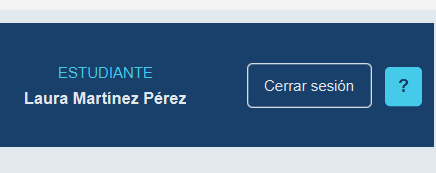 ESTUDIANTE
Laura Martínez Pérez
Cerrar sesión
?